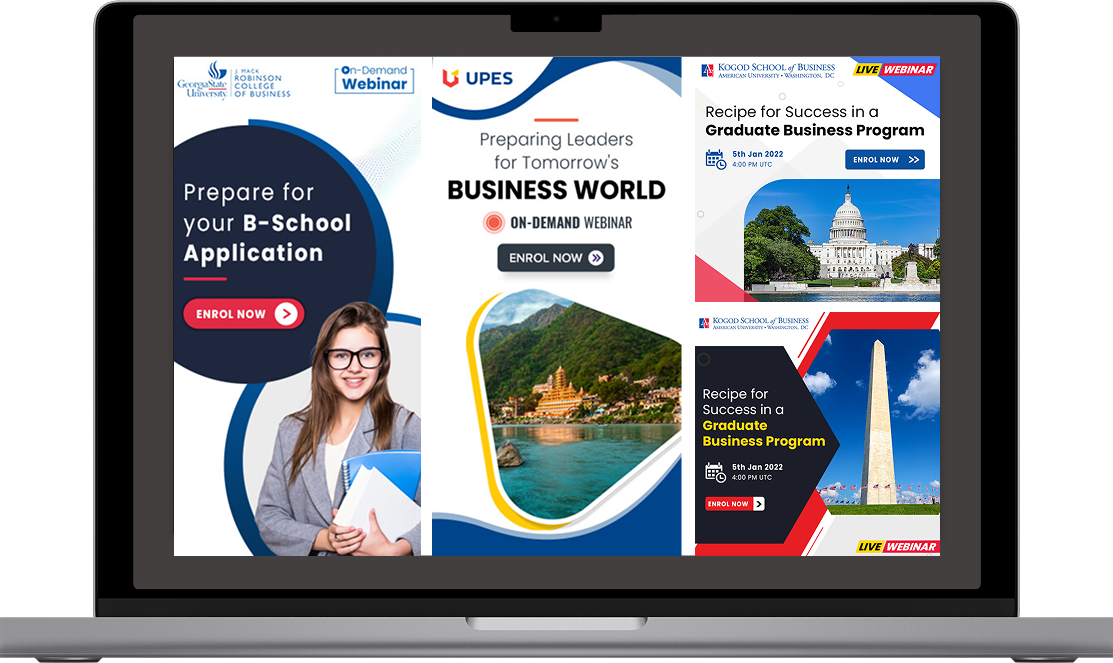 GeorgiaState
University
J. MACK
ROBINSON
COLLEGE
OF BUSINESS
On-Demand
Webinar
Prepare for
your B-School
Application
ENROL NOW
UPES
Preparing Leaders
for Tomorrow's
BUSINESS WORLD
ON-DEMAND WEBINAR
ENROL NOW
KOGOD SCHOOL of BUSINESS
AMERICAN UNIVERSITY • WASHINGTON, DC
LIVE WEBINAR
Recipe for Success in a
Graduate Business Program
5th Jan 2022
4:00 PM UTC
ENROL NOW
KOGOD SCHOOL of BUSINESS
AMERICAN UNIVERSITY • WASHINGTON, DC
Recipe for
Success in a
Graduate
Business Program
5th Jan 2022
4:00 PM UTC
ENROL NOW
LIVE WEBINAR